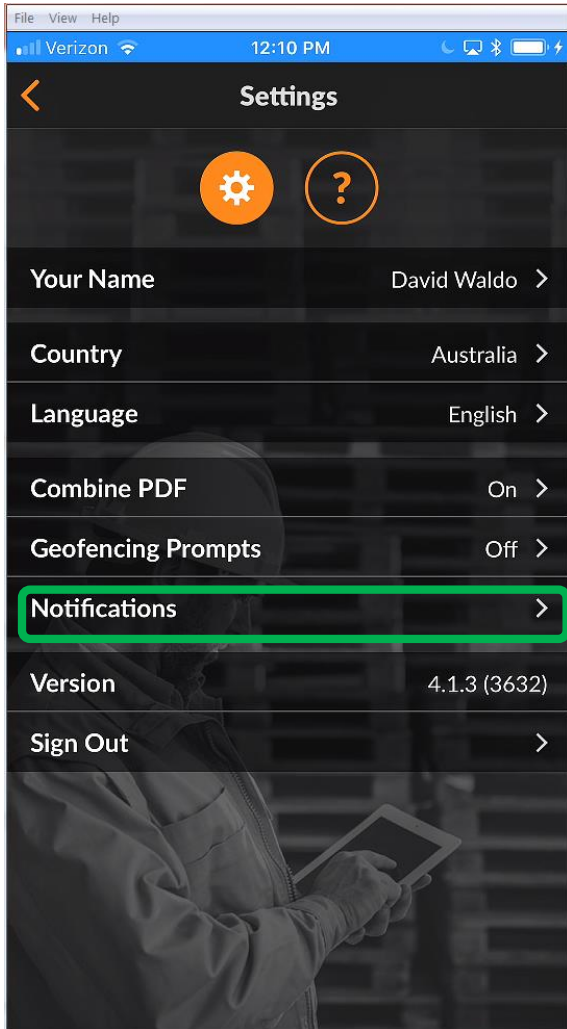 File View Help
Verizon 12:10 PM
Settings
?
Your Name David Waldo
Country Australia
Language English
Combine PDF On
Geofencing Prompts Off
Notifications
Version 4.1.3 (3632)
Sign Out